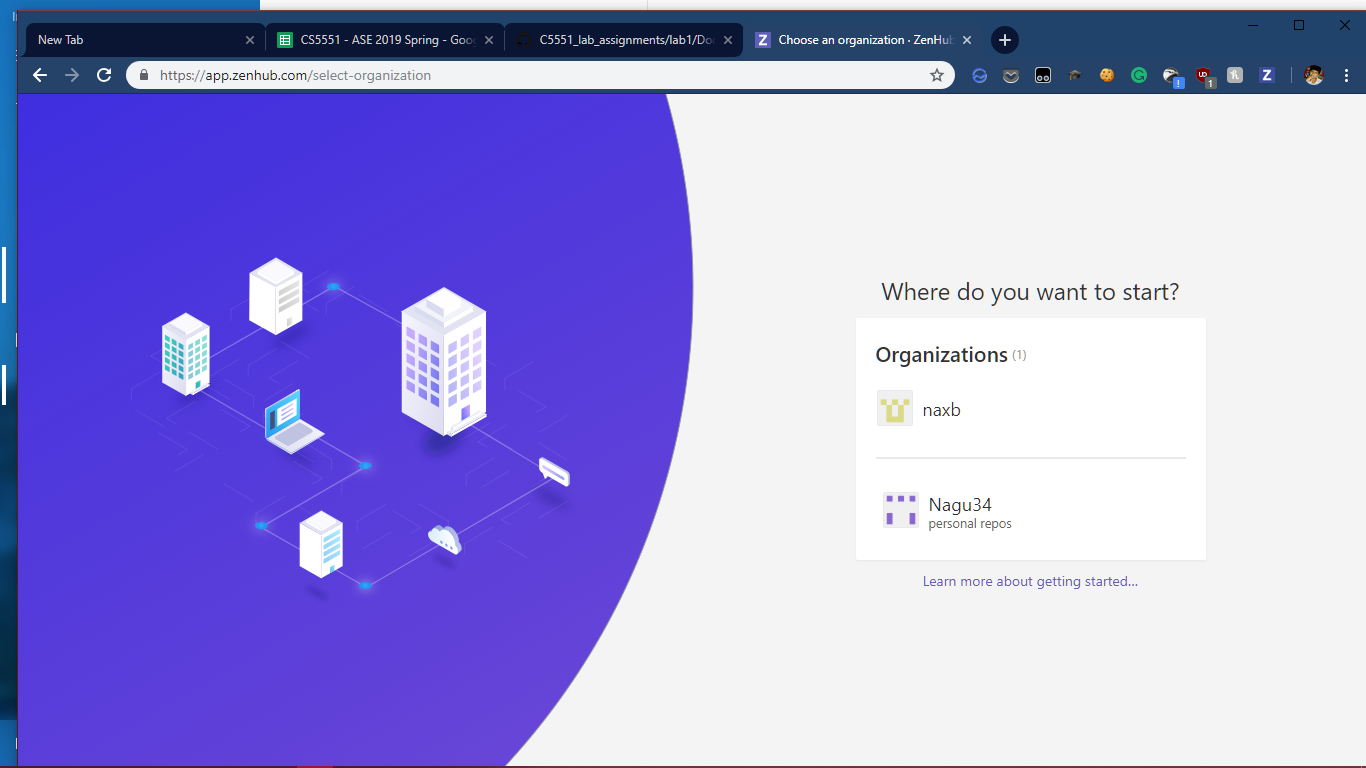 New Tab
CS5551 - ASE 2019 Spring - Goo
C5551_lab_assignments/lab1/Do
Choose an organization · ZenHu
https://app.zenhub.com/select-organization
Where do you want to start?
Organizations (1)
naxb
Nagu34
personal repos
Learn more about getting started...